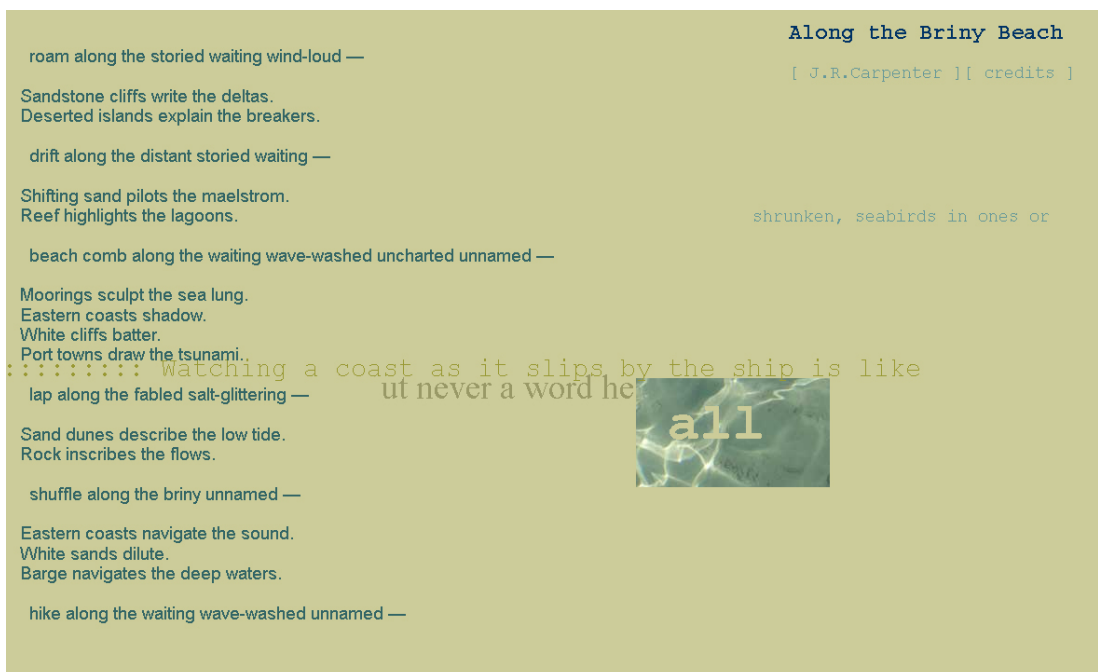 Along the Briny Beach
[ J.R.Carpenter ][ credits ]
roam along the storied waiting wind-loud —
Sandstone cliffs write the deltas.
Deserted islands explain the breakers.
drift along the distant storied waiting —
Shifting sand pilots the maelstrom.
Reef highlights the lagoons.
shrunken, seabirds in ones or
beach comb along the waiting wave-washed uncharted unnamed —
Moorings sculpt the sea lung.
Eastern coasts shadow.
White cliffs batter.
Port towns draw the tsunami.
::::::::: Watching a coast as it slips by the ship is like
ut never a word he
all
lap along the fabled salt-glittering —
Sand dunes describe the low tide.
Rock inscribes the flows.
shuffle along the briny unnamed —
Eastern coasts navigate the sound.
White sands dilute.
Barge navigates the deep waters.
hike along the waiting wave-washed unnamed —